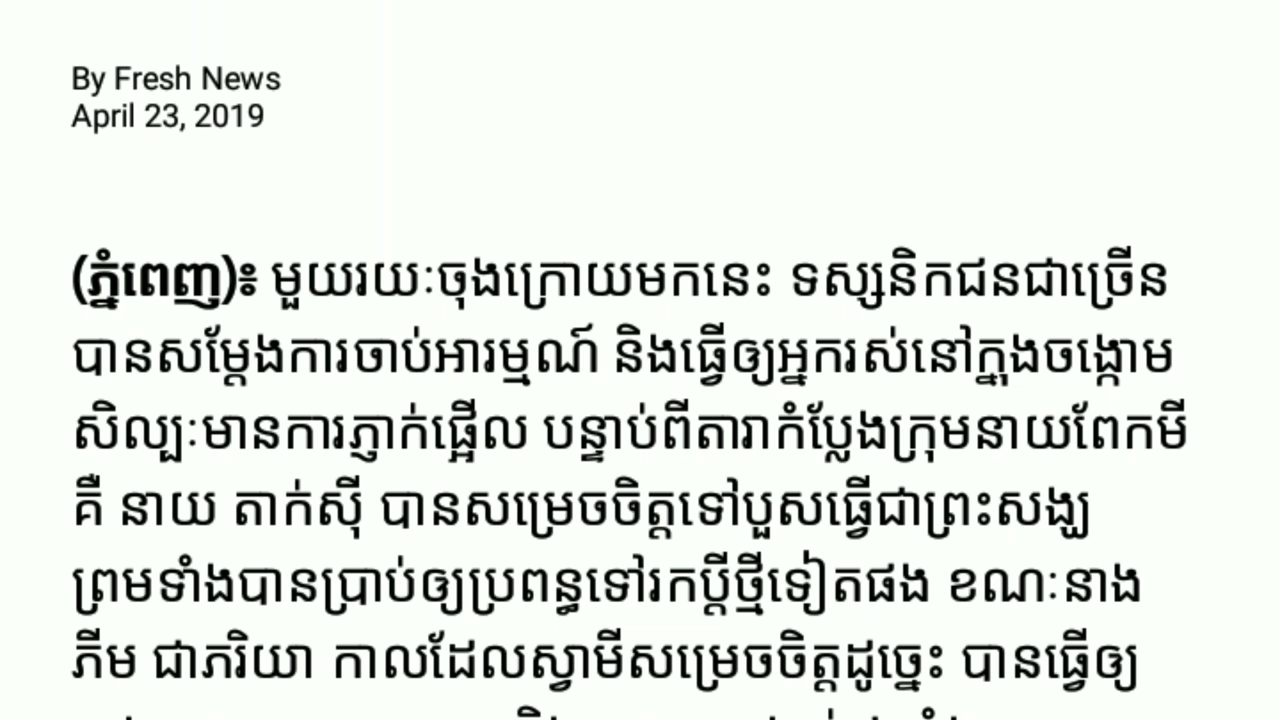 By Fresh News
April 23, 2019
(ភ្នំពេញ)៖ មួយរយៈចុងក្រោយមកនេះ ទស្សនិកជនជាច្រើន
បានសម្ដែងការចាប់អារម្មណ៍ និងធ្វើឲ្យអ្នករស់នៅក្នុងចង្កោម
សិល្បៈមានការភ្ញាក់ផ្អើល បន្ទាប់ពីតារាកំប្លែងក្រុមនាយពែកមី
គឺ នាយ តាក់ស៊ី បានសម្រេចចិត្តទៅបួសធ្វើជាព្រះសង្ឃ
ព្រមទាំងបានប្រាប់ឲ្យប្រពន្ធទៅរកប្ដីថ្មីទៀតផង ខណៈនាង
ភីម ជាភរិយា កាលដែលស្វាមីសម្រេចចិត្តដូច្នេះ បានធ្វើឲ្យ